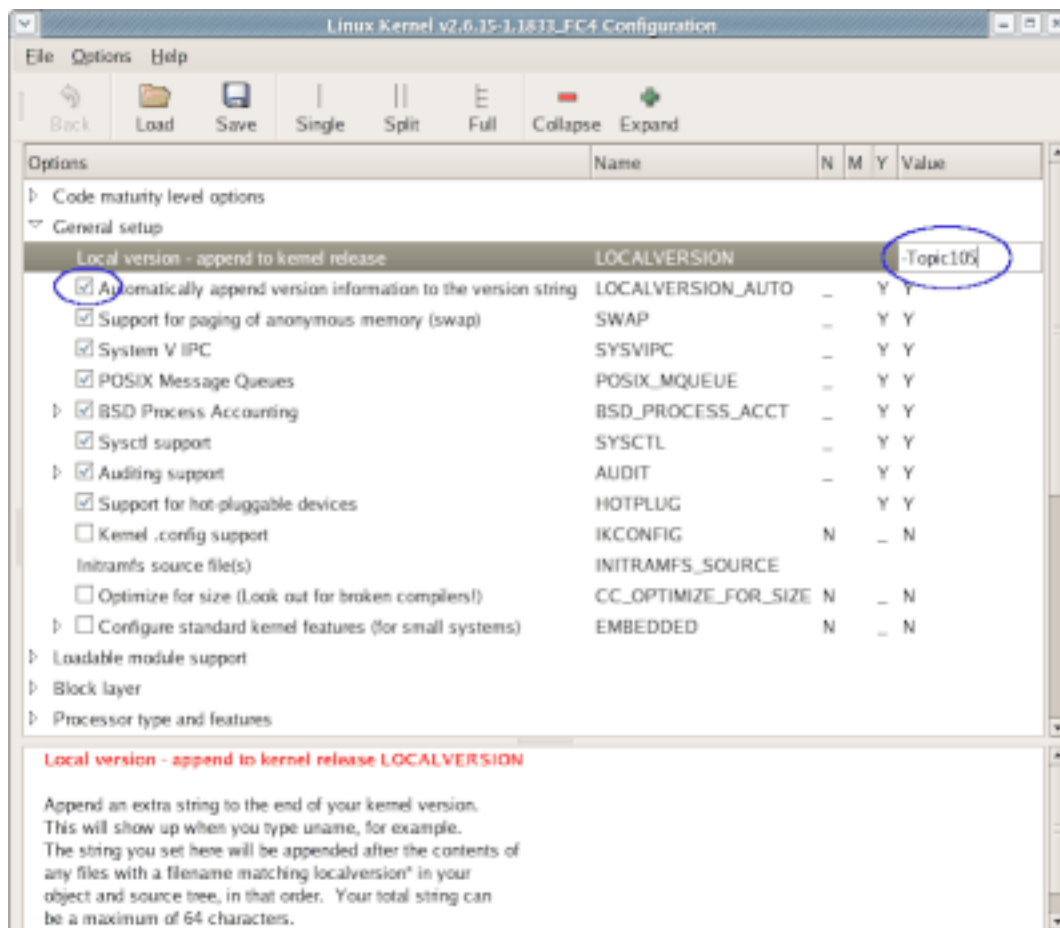 Linux Kernel v2.6.15-1.1833_FC4 Configuration
File Options Help
Back Load Save Single Split Full Collapse Expand
Options Name N M Y Value
Code maturity level options
General setup
Local version - append to kernel release LOCALVERSION -Topic105
Automatically append version information to the version string LOCALVERSION_AUTO _ Y Y
Support for paging of anonymous memory (swap) SWAP _ Y Y
System V IPC SYSVIPC _ Y Y
POSIX Message Queues POSIX_MQUEUE _ Y Y
BSD Process Accounting BSD_PROCESS_ACCT _ Y Y
Sysctl support SYSCTL _ Y Y
Auditing support AUDIT _ Y Y
Support for hot-pluggable devices HOTPLUG Y Y
Kernel .config support IKCONFIG N _ N
Initramfs source file(s) INITRAMFS_SOURCE
Optimize for size (Look out for broken compilers!) CC_OPTIMIZE_FOR_SIZE N _ N
Configure standard kernel features (for small systems) EMBEDDED N _ N
Loadable module support
Block layer
Processor type and features
Local version - append to kernel release LOCALVERSION
Append an extra string to the end of your kernel version.
This will show up when you type uname, for example.
The string you set here will be appended after the contents of
any files with a filename matching localversion* in your
object and source tree, in that order. Your total string can
be a maximum of 64 characters.